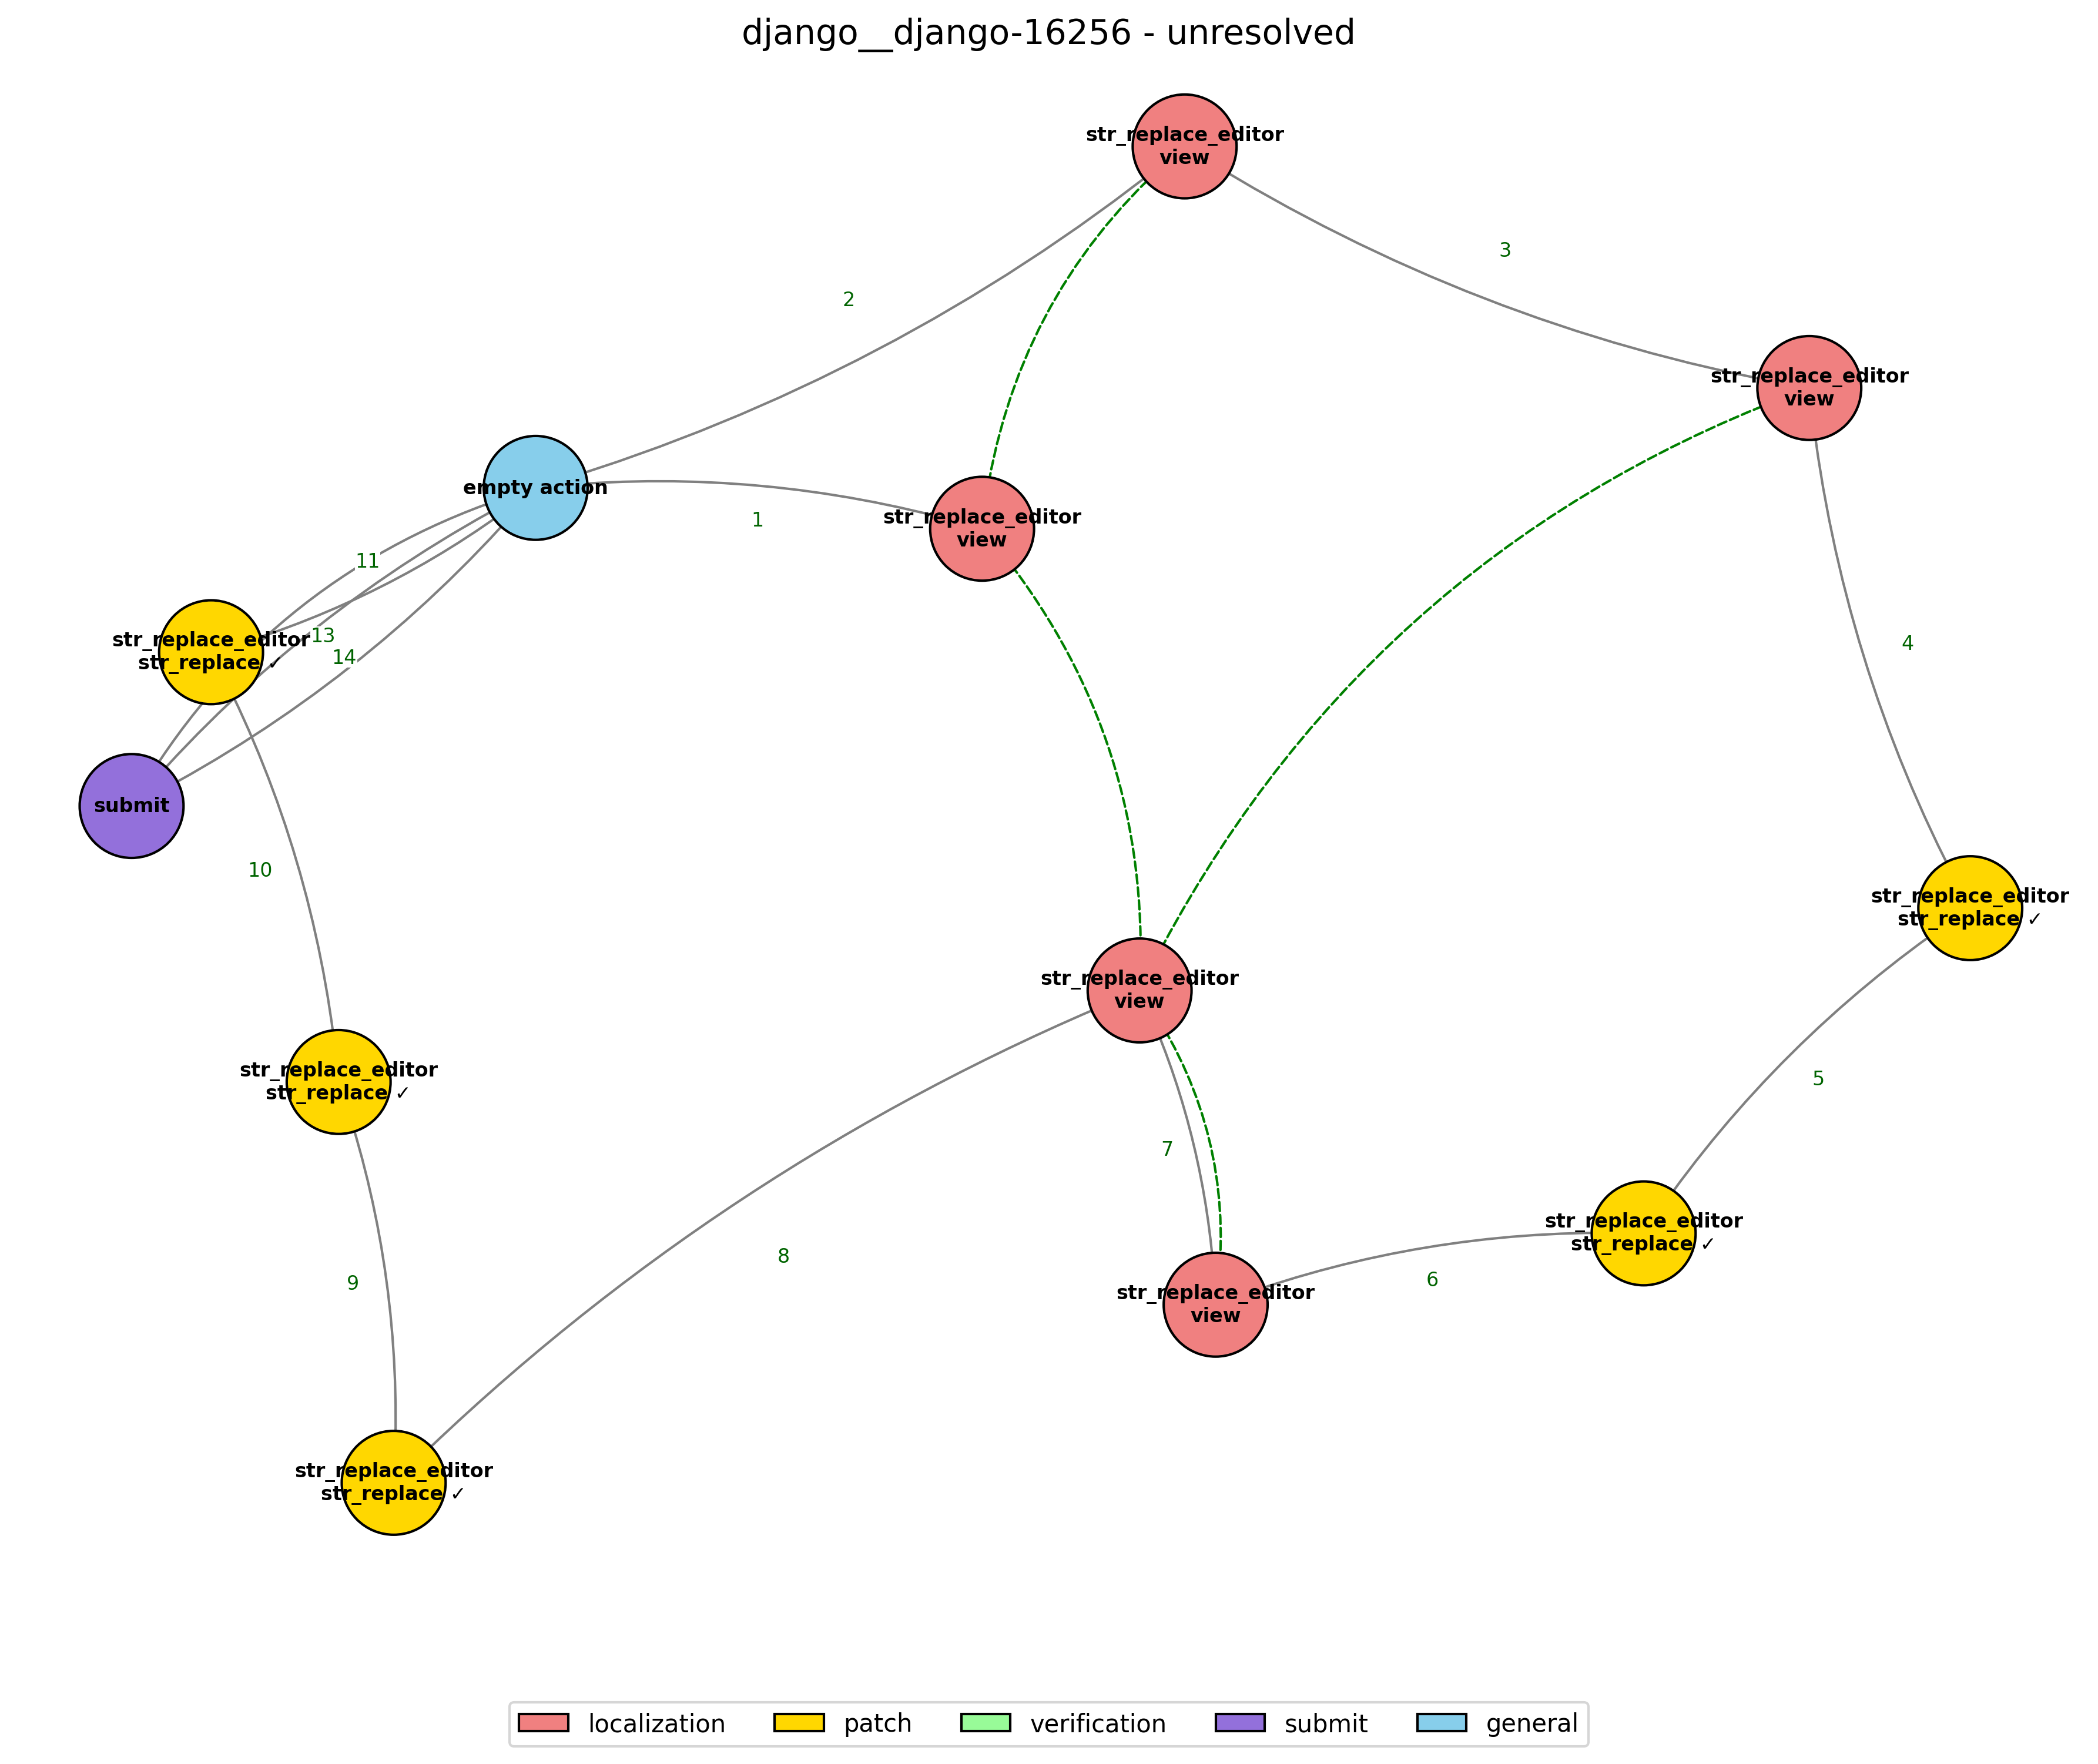 django__django-16256 - unresolved
str_replace_editor
view
3
2
str_replace_editor
view
empty action
1
str_replace_editor
view
11
13
14
str_replace_editor
str_replace ✓
4
submit
10
str_replace_editor
str_replace ✓
str_replace_editor
view
str_replace_editor
str_replace ✓
5
7
9
8
6
str_replace_editor
str_replace ✓
str_replace_editor
view
str_replace_editor
str_replace ✓
localization
patch
verification
submit
general